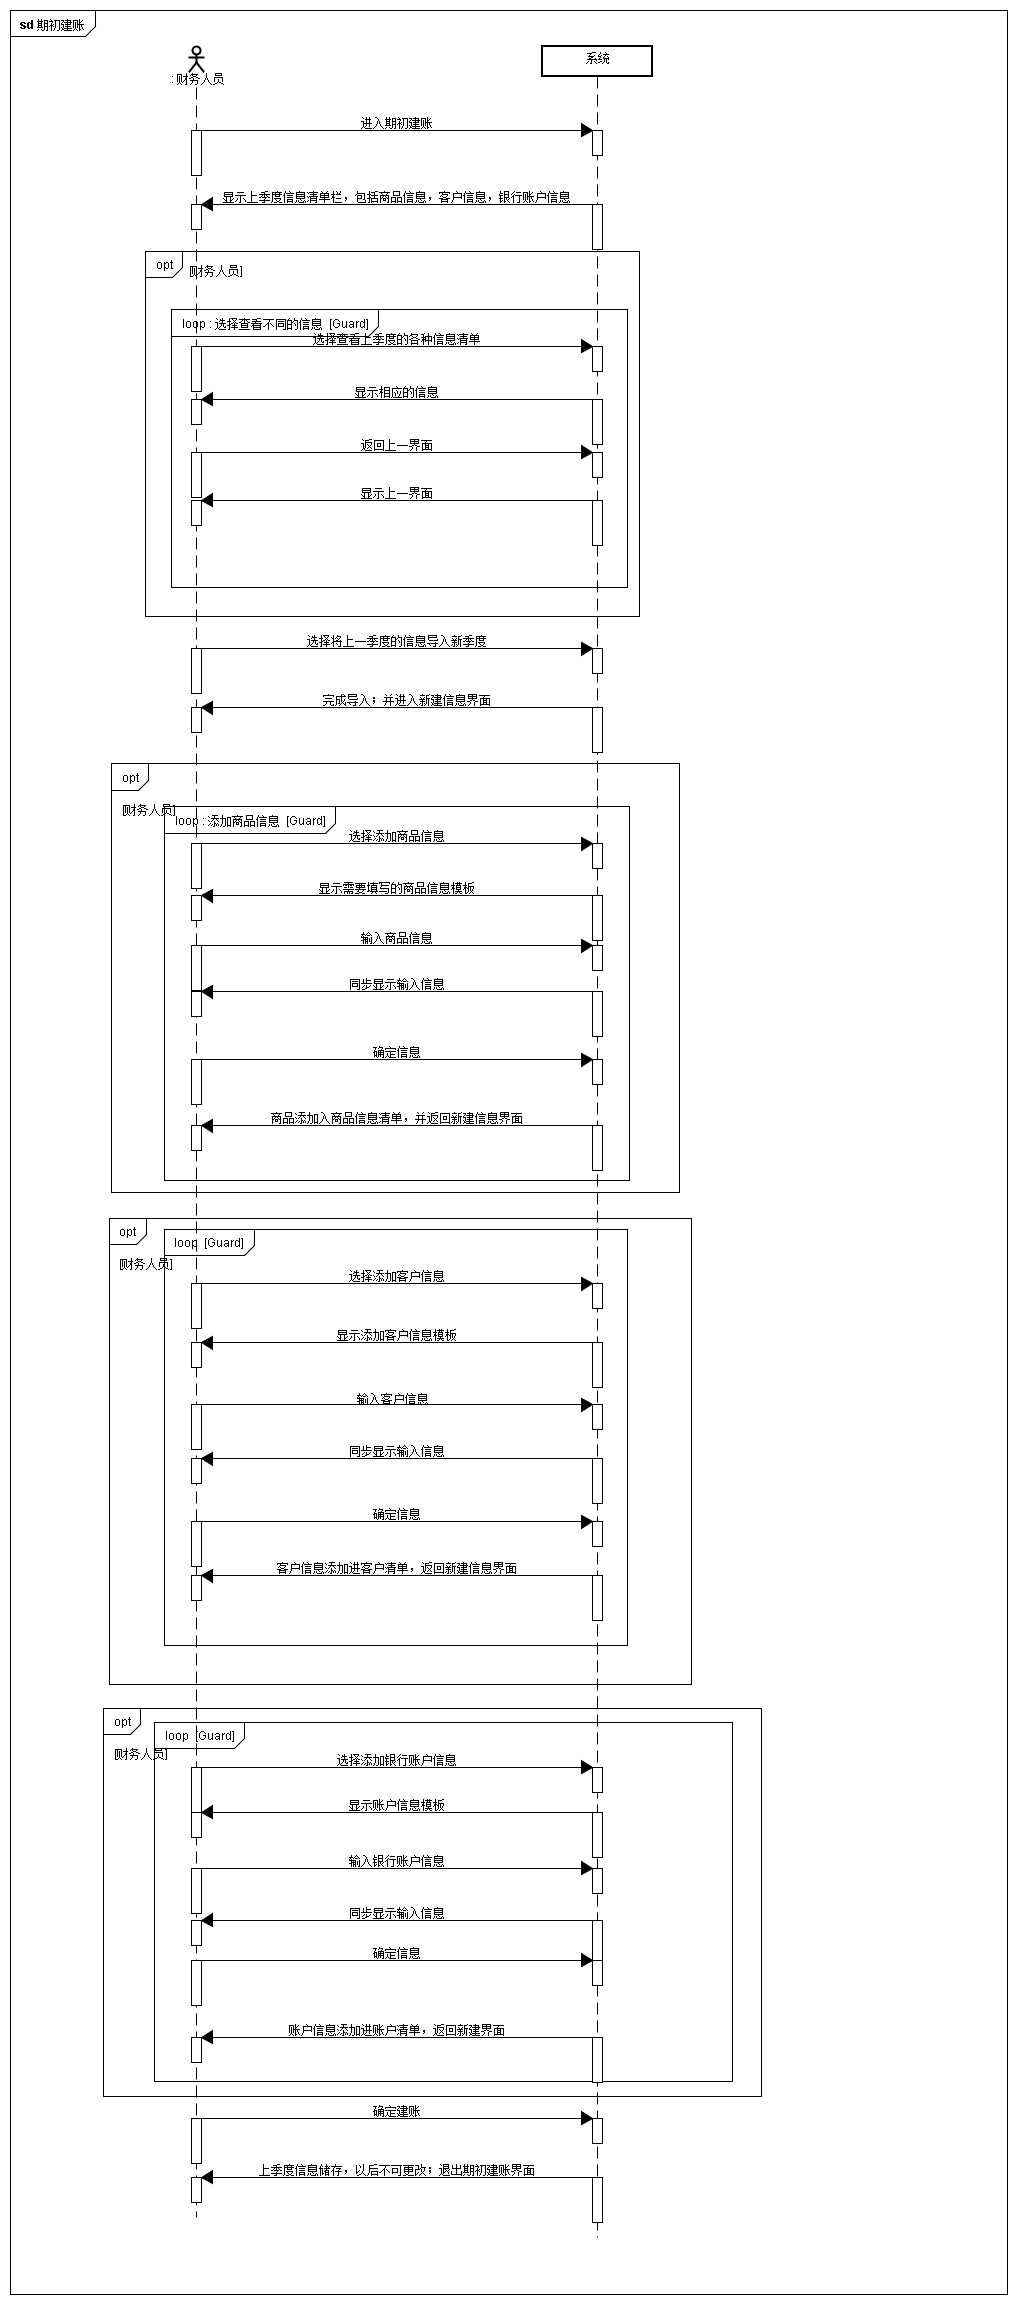 sd 期初建账
系统
: 财务人员
进入期初建账
显示上季度信息清单栏，包括商品信息，客户信息，银行账户信息
opt
[财务人员]
loop : 选择查看不同的信息 [Guard]
选择查看上季度的各种信息清单
显示相应的信息
返回上一界面
显示上一界面
选择将上一季度的信息导入新季度
完成导入；并进入新建信息界面
opt
[财务人员]
loop : 添加商品信息 [Guard]
选择添加商品信息
显示需要填写的商品信息模板
输入商品信息
同步显示输入信息
确定信息
商品添加入商品信息清单，并返回新建信息界面
opt
loop [Guard]
[财务人员]
选择添加客户信息
显示添加客户信息模板
输入客户信息
同步显示输入信息
确定信息
客户信息添加进客户清单，返回新建信息界面
opt
loop [Guard]
[财务人员]
选择添加银行账户信息
显示账户信息模板
输入银行账户信息
同步显示输入信息
确定信息
账户信息添加进账户清单，返回新建界面
确定建账
上季度信息储存，以后不可更改；退出期初建账界面